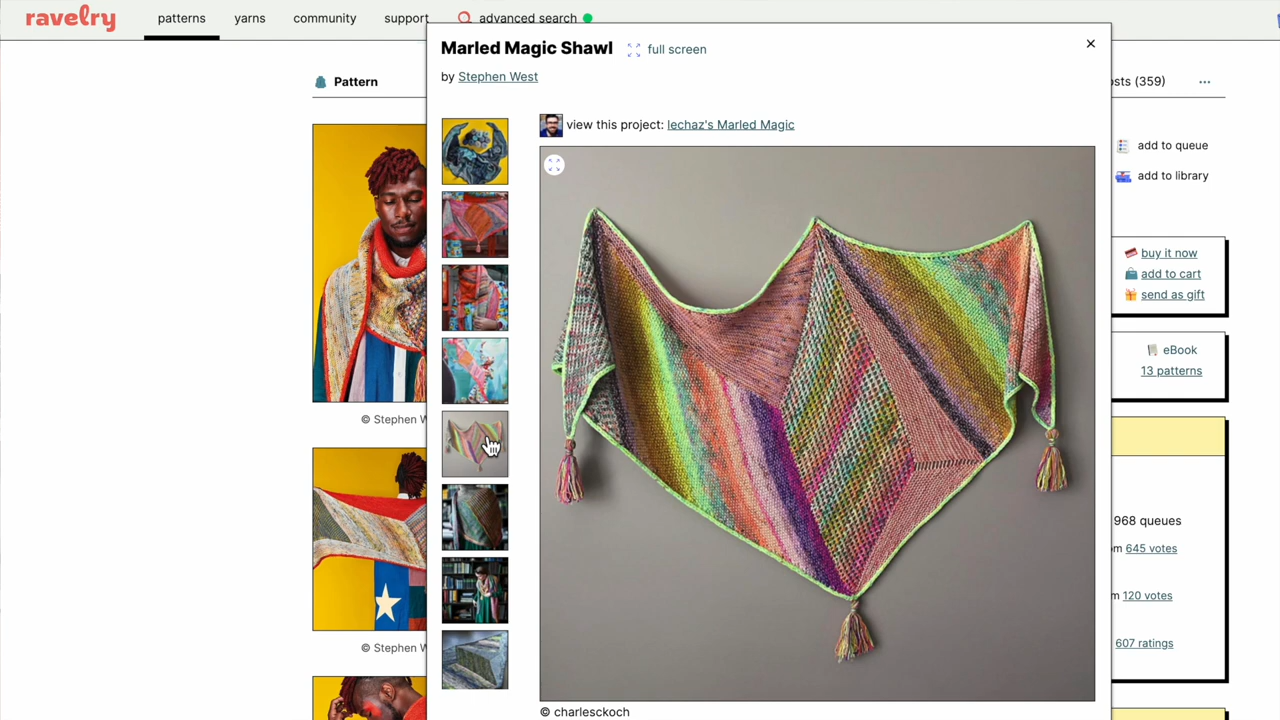 ravelry
patterns
yarns
community
support
advanced search
Marled Magic Shawl
full screen
by Stephen West
Pattern
(359)
view this project: lechaz's Marled Magic
add to queue
add to library
buy it now
add to cart
send as gift
eBook
13 patterns
© Stephen
968 queues
645 votes
120 votes
607 ratings
© Stephen
© charlesckoch